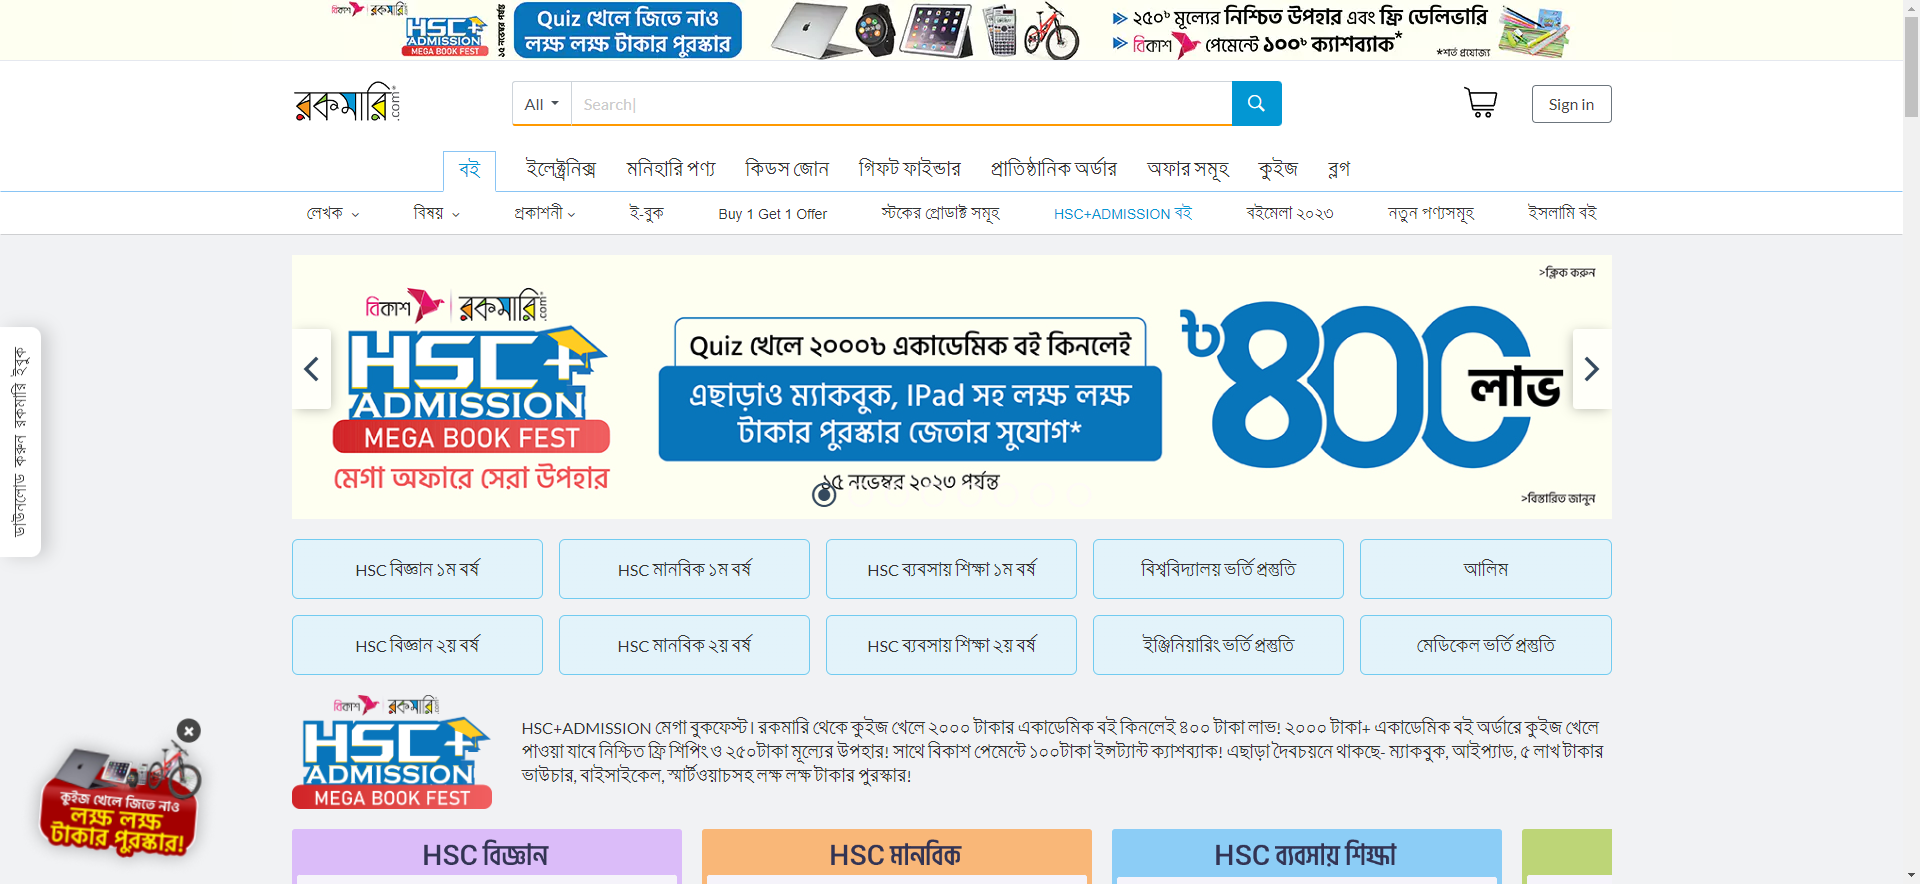 বিকাশ রকমারি
HSC+
ADMISSION
MEGA BOOK FEST
Quiz খেলে জিতে নাও
লক্ষ লক্ষ টাকার পুরস্কার
২৫০৳ মূল্যের নিশ্চিত উপহার এবং ফ্রি ডেলিভারি
বিকাশ পেমেন্টে ১০০৳ ক্যাশব্যাক*
*শর্ত প্রযোজ্য
রকমারি.com
All
Search|
Sign in
বই ইলেক্ট্রনিক্স মনিহারি পণ্য কিডস জোন গিফট ফাইন্ডার প্রাতিষ্ঠানিক অর্ডার অফার সমূহ কুইজ ব্লগ
লেখক বিষয় প্রকাশনী ই-বুক Buy 1 Get 1 Offer স্টকের প্রোডাক্ট সমূহ HSC+ADMISSION বই বইমেলা ২০২৩ নতুন পণ্যসমূহ ইসলামি বই
ডাউনলোড করুন রকমারি ইবুক
>ক্লিক করুন
বিকাশ রকমারি.com
HSC+
ADMISSION
MEGA BOOK FEST
মেগা অফারে সেরা উপহার
Quiz খেলে ২০০০৳ একাডেমিক বই কিনলেই
এছাড়াও ম্যাকবুক, IPad সহ লক্ষ লক্ষ
টাকার পুরস্কার জেতার সুযোগ*
১৫ নভেম্বর ২০২৩ পর্যন্ত
৳৪০০ লাভ
>বিস্তারিত জানুন
HSC বিজ্ঞান ১ম বর্ষ HSC মানবিক ১ম বর্ষ HSC ব্যবসায় শিক্ষা ১ম বর্ষ বিশ্ববিদ্যালয় ভর্তি প্রস্তুতি আলিম
HSC বিজ্ঞান ২য় বর্ষ HSC মানবিক ২য় বর্ষ HSC ব্যবসায় শিক্ষা ২য় বর্ষ ইঞ্জিনিয়ারিং ভর্তি প্রস্তুতি মেডিকেল ভর্তি প্রস্তুতি
বিকাশ রকমারি
HSC+
ADMISSION
MEGA BOOK FEST
HSC+ADMISSION মেগা বুকফেস্ট। রকমারি থেকে কুইজ খেলে ২০০০ টাকার একাডেমিক বই কিনলেই ৪০০ টাকা লাভ! ২০০০ টাকা+ একাডেমিক বই অর্ডারে কুইজ খেলে
পাওয়া যাবে নিশ্চিত ফ্রি শিপিং ও ২৫০টাকা মূল্যের উপহার! সাথে বিকাশ পেমেন্টে ১০০টাকা ইন্সট্যান্ট ক্যাশব্যাক! এছাড়া দৈবচয়নে থাকছে- ম্যাকবুক, আইপ্যাড, ৫ লাখ টাকার
ভাউচার, বাইসাইকেল, স্মার্টওয়াচসহ লক্ষ লক্ষ টাকার পুরস্কার!
কুইজ খেলে জিতে নাও
লক্ষ লক্ষ
টাকার পুরস্কার!
HSC বিজ্ঞান HSC মানবিক HSC ব্যবসায় শিক্ষা